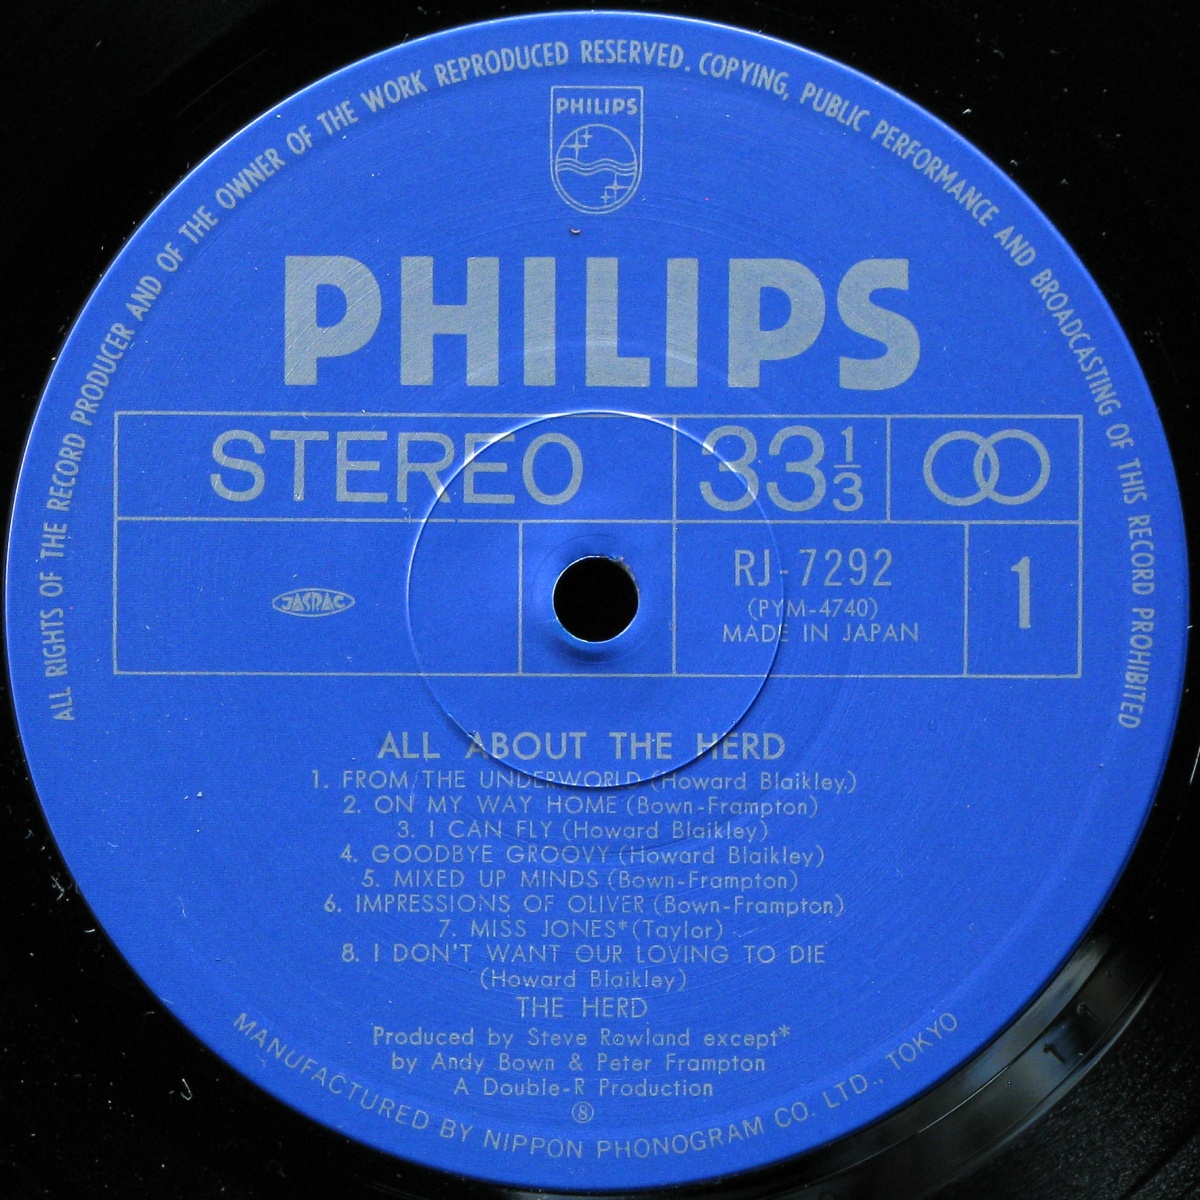 ALL RIGHTS OF THE RECORD PRODUCER AND OF THE OWNER OF THE WORK REPRODUCED RESERVED. COPYING, PUBLIC PERFORMANCE AND BROADCASTING OF THIS RECORD PROHIBITED
PHILIPS
PHILIPS
STEREO 33 1/3
JASRAC
RJ-7292
(PYM-4740)
MADE IN JAPAN
1
ALL ABOUT THE HERD
1. FROM THE UNDERWORLD (Howard Blaikley.)
2. ON MY WAY HOME (Bown-Frampton)
3. I CAN FLY (Howard Blaikley)
4. GOODBYE GROOVY (Howard Blaikley)
5. MIXED UP MINDS (Bown-Frampton)
6. IMPRESSIONS OF OLIVER (Bown-Frampton)
7. MISS JONES* (Taylor)
8. I DON'T WANT OUR LOVING TO DIE
(Howard Blaikley)
THE HERD
Produced by Steve Rowland except*
by Andy Bown & Peter Frampton
A Double-R Production
⑧
MANUFACTURED BY NIPPON PHONOGRAM CO. LTD., TOKYO